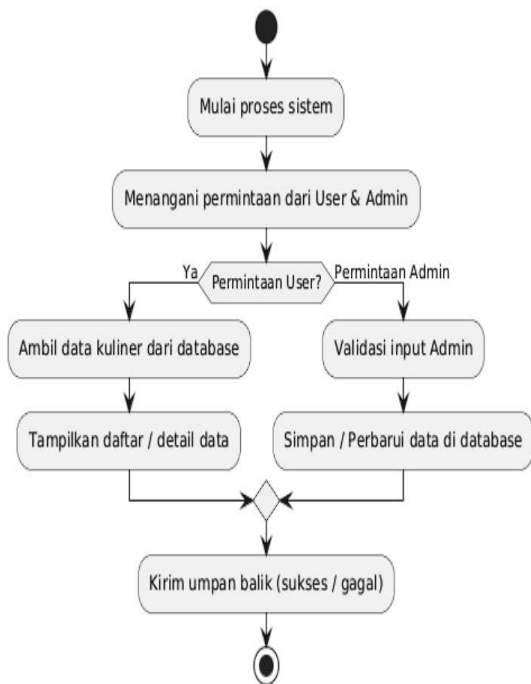 Mulai proses sistem
Menangani permintaan dari User & Admin
Ya
Permintaan User?
Permintaan Admin
Ambil data kuliner dari database
Validasi input Admin
Tampilkan daftar / detail data
Simpan / Perbarui data di database
Kirim umpan balik (sukses / gagal)